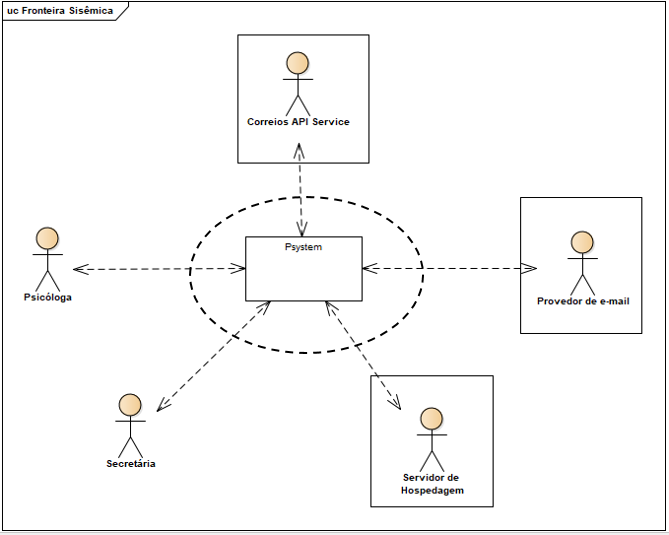 uc Fronteira Sisêmica
Correios API Service
Psystem
Psicóloga
Provedor de e-mail
Secretária
Servidor de
Hospedagem